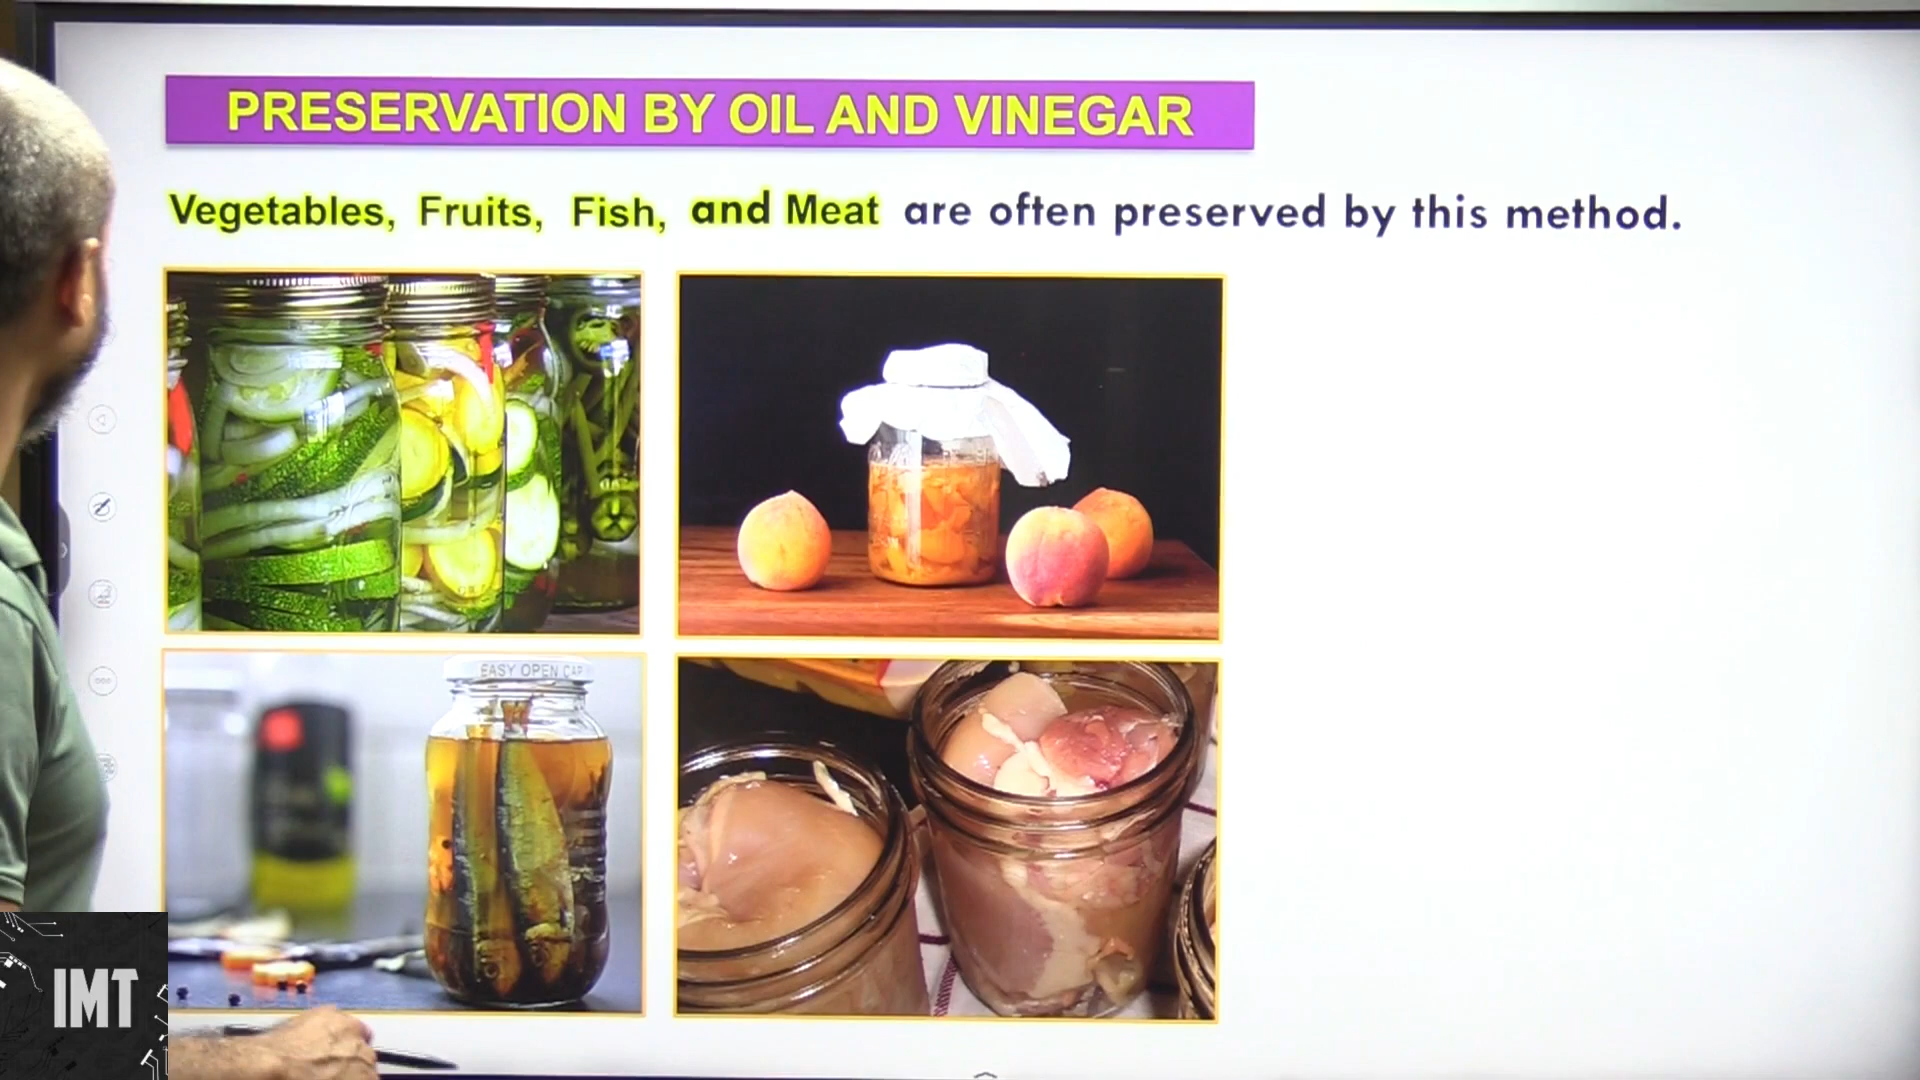 PRESERVATION BY OIL AND VINEGAR
Vegetables, Fruits, Fish, and Meat are often preserved by this method.
EASY OPEN CAP
IMT